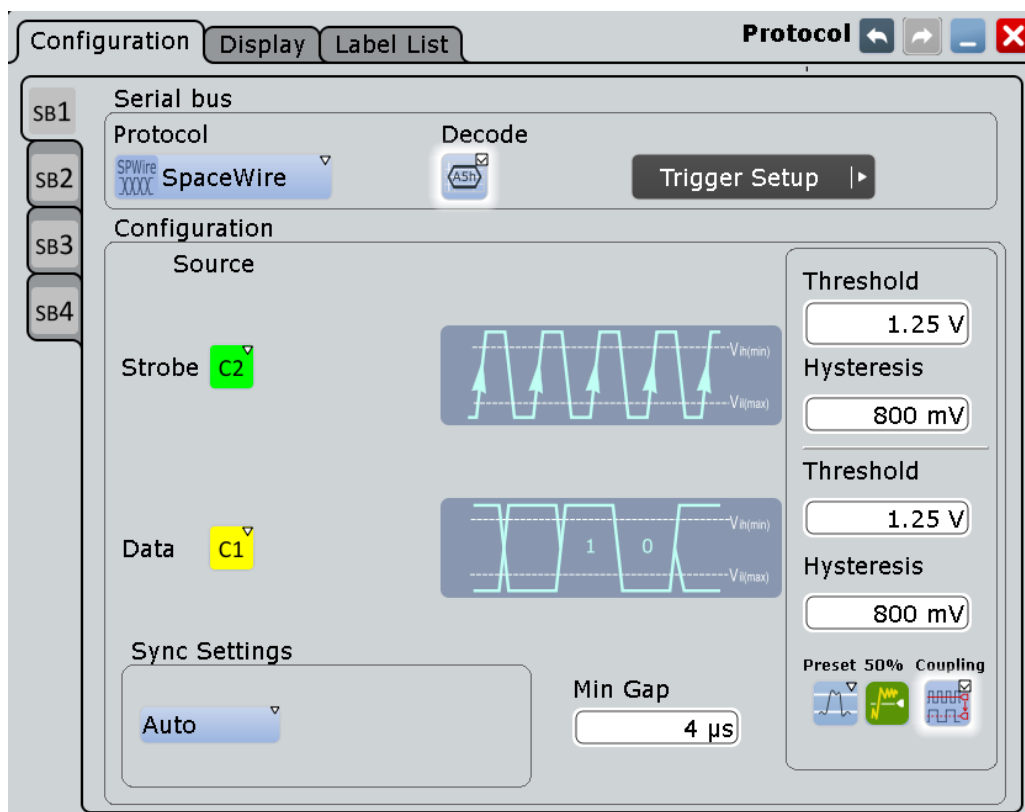 Configuration Display Label List Protocol
SB1
SB2
SB3
SB4
Serial bus
Protocol Decode
SPWire SpaceWire A5h Trigger Setup
Configuration
Source
Strobe C2
Vih(min)
Vil(max)
Threshold
1.25 V
Hysteresis
800 mV
Data C1
1 0
Vih(min)
Vil(max)
Threshold
1.25 V
Hysteresis
800 mV
Preset 50% Coupling
Sync Settings
Auto
Min Gap
4 µs